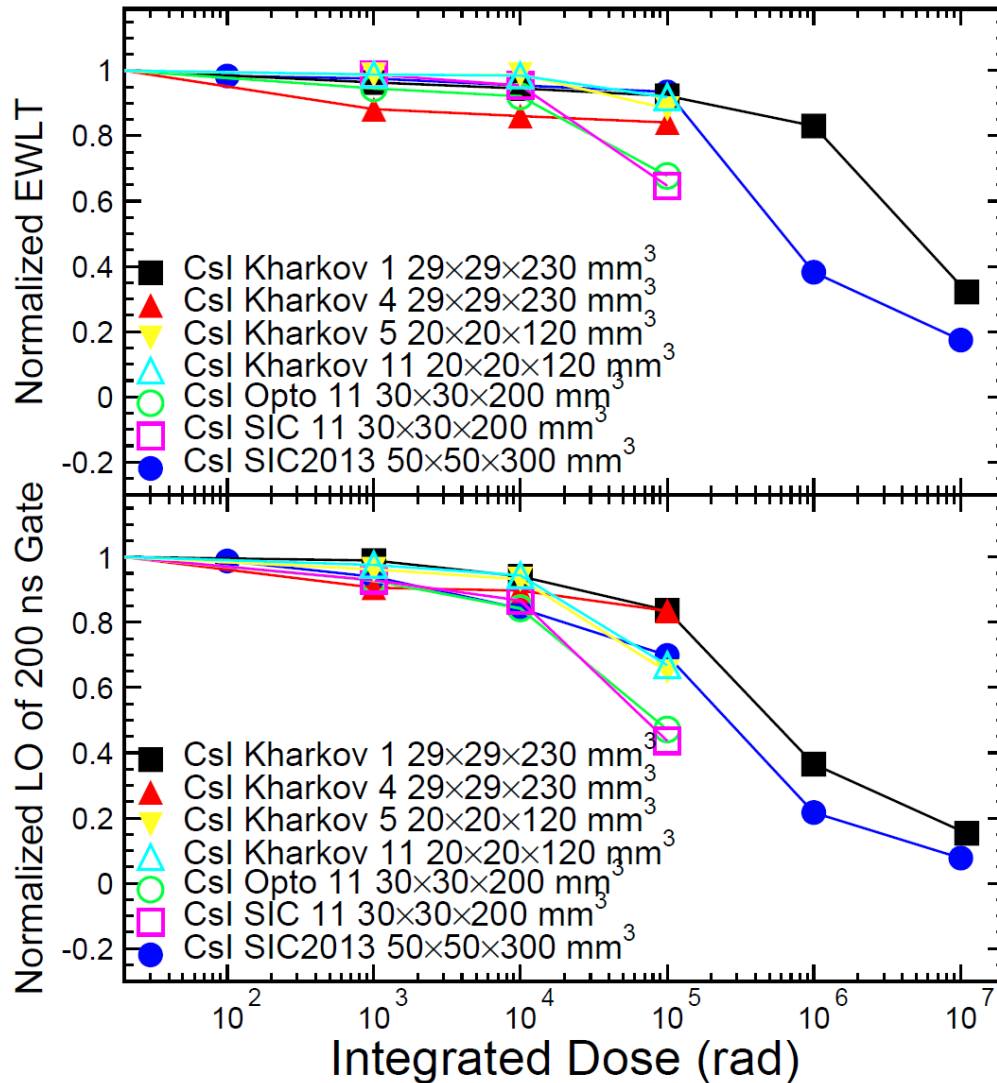 Normalized EWLT
1
0.8
0.6
0.4
0.2
0
-0.2
CsI Kharkov 1 29×29×230 mm³
CsI Kharkov 4 29×29×230 mm³
CsI Kharkov 5 20×20×120 mm³
CsI Kharkov 11 20×20×120 mm³
CsI Opto 11 30×30×200 mm³
CsI SIC 11 30×30×200 mm³
CsI SIC2013 50×50×300 mm³
Normalized LO of 200 ns Gate
1
0.8
0.6
0.4
0.2
0
-0.2
CsI Kharkov 1 29×29×230 mm³
CsI Kharkov 4 29×29×230 mm³
CsI Kharkov 5 20×20×120 mm³
CsI Kharkov 11 20×20×120 mm³
CsI Opto 11 30×30×200 mm³
CsI SIC 11 30×30×200 mm³
CsI SIC2013 50×50×300 mm³
10² 10³ 10⁴ 10⁵ 10⁶ 10⁷
Integrated Dose (rad)